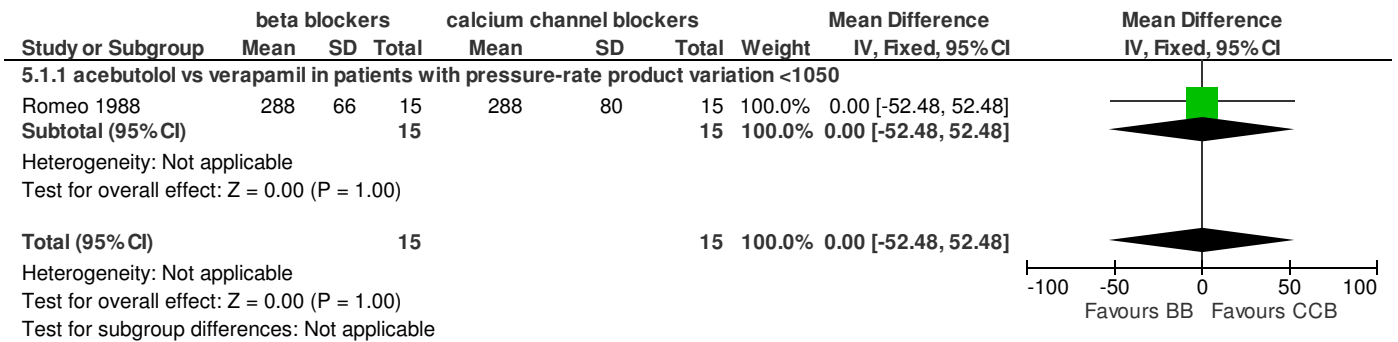 beta blockers calcium channel blockers Mean Difference Mean Difference
Study or Subgroup Mean SD Total Mean SD Total Weight IV, Fixed, 95% CI IV, Fixed, 95% CI
5.1.1 acebutolol vs verapamil in patients with pressure-rate product variation <1050
Romeo 1988 288 66 15 288 80 15 100.0% 0.00 [-52.48, 52.48]
Subtotal (95% CI) 15 15 100.0% 0.00 [-52.48, 52.48]
Heterogeneity: Not applicable
Test for overall effect: Z = 0.00 (P = 1.00)
Total (95% CI) 15 15 100.0% 0.00 [-52.48, 52.48]
Heterogeneity: Not applicable
Test for overall effect: Z = 0.00 (P = 1.00)
Test for subgroup differences: Not applicable
-100 -50 0 50 100
Favours BB Favours CCB